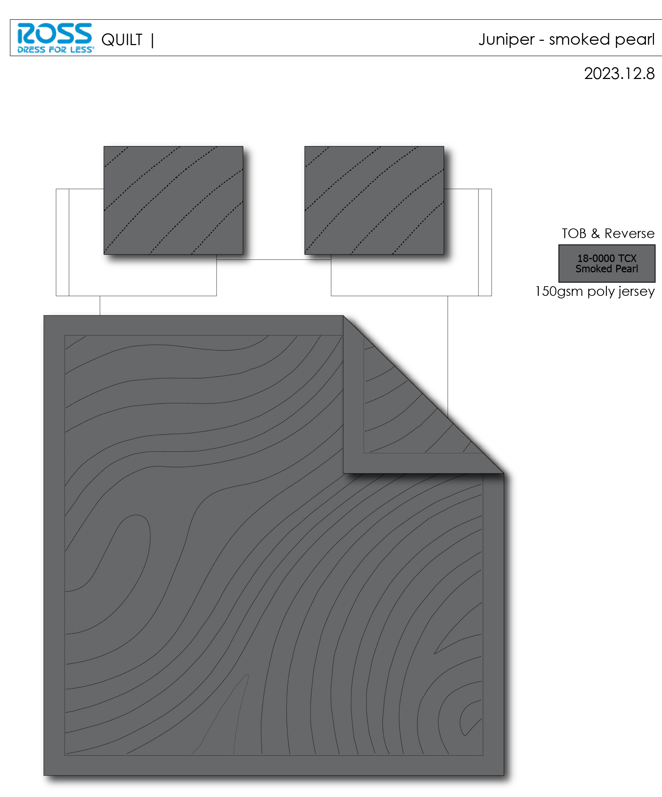 ROSS
DRESS FOR LESS®
QUILT |
Juniper - smoked pearl
2023.12.8
TOB & Reverse
18-0000 TCX
Smoked Pearl
150gsm poly jersey